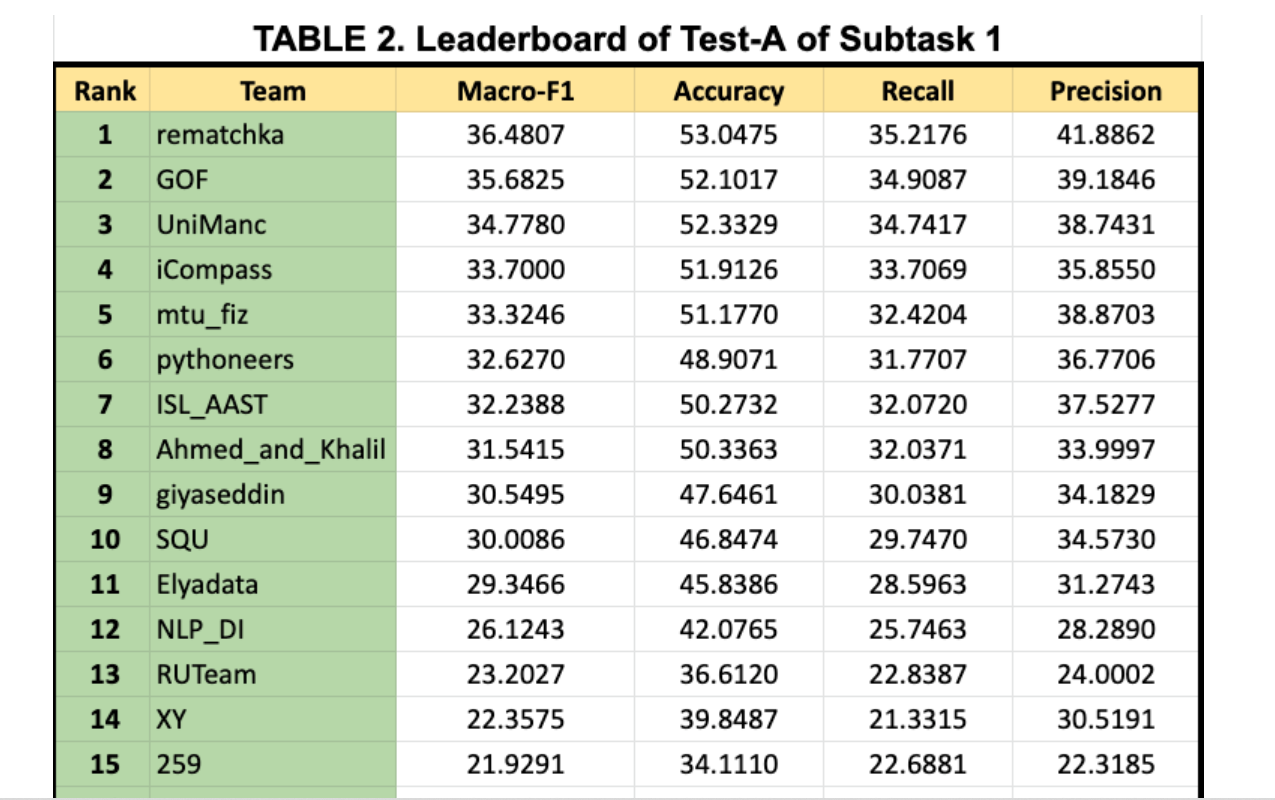 TABLE 2. Leaderboard of Test-A of Subtask 1
Rank Team Macro-F1 Accuracy Recall Precision
1 rematchka 36.4807 53.0475 35.2176 41.8862
2 GOF 35.6825 52.1017 34.9087 39.1846
3 UniManc 34.7780 52.3329 34.7417 38.7431
4 iCompass 33.7000 51.9126 33.7069 35.8550
5 mtu_fiz 33.3246 51.1770 32.4204 38.8703
6 pythoneers 32.6270 48.9071 31.7707 36.7706
7 ISL_AAST 32.2388 50.2732 32.0720 37.5277
8 Ahmed_and_Khalil 31.5415 50.3363 32.0371 33.9997
9 giyaseddin 30.5495 47.6461 30.0381 34.1829
10 SQU 30.0086 46.8474 29.7470 34.5730
11 Elyadata 29.3466 45.8386 28.5963 31.2743
12 NLP_DI 26.1243 42.0765 25.7463 28.2890
13 RUTeam 23.2027 36.6120 22.8387 24.0002
14 XY 22.3575 39.8487 21.3315 30.5191
15 259 21.9291 34.1110 22.6881 22.3185